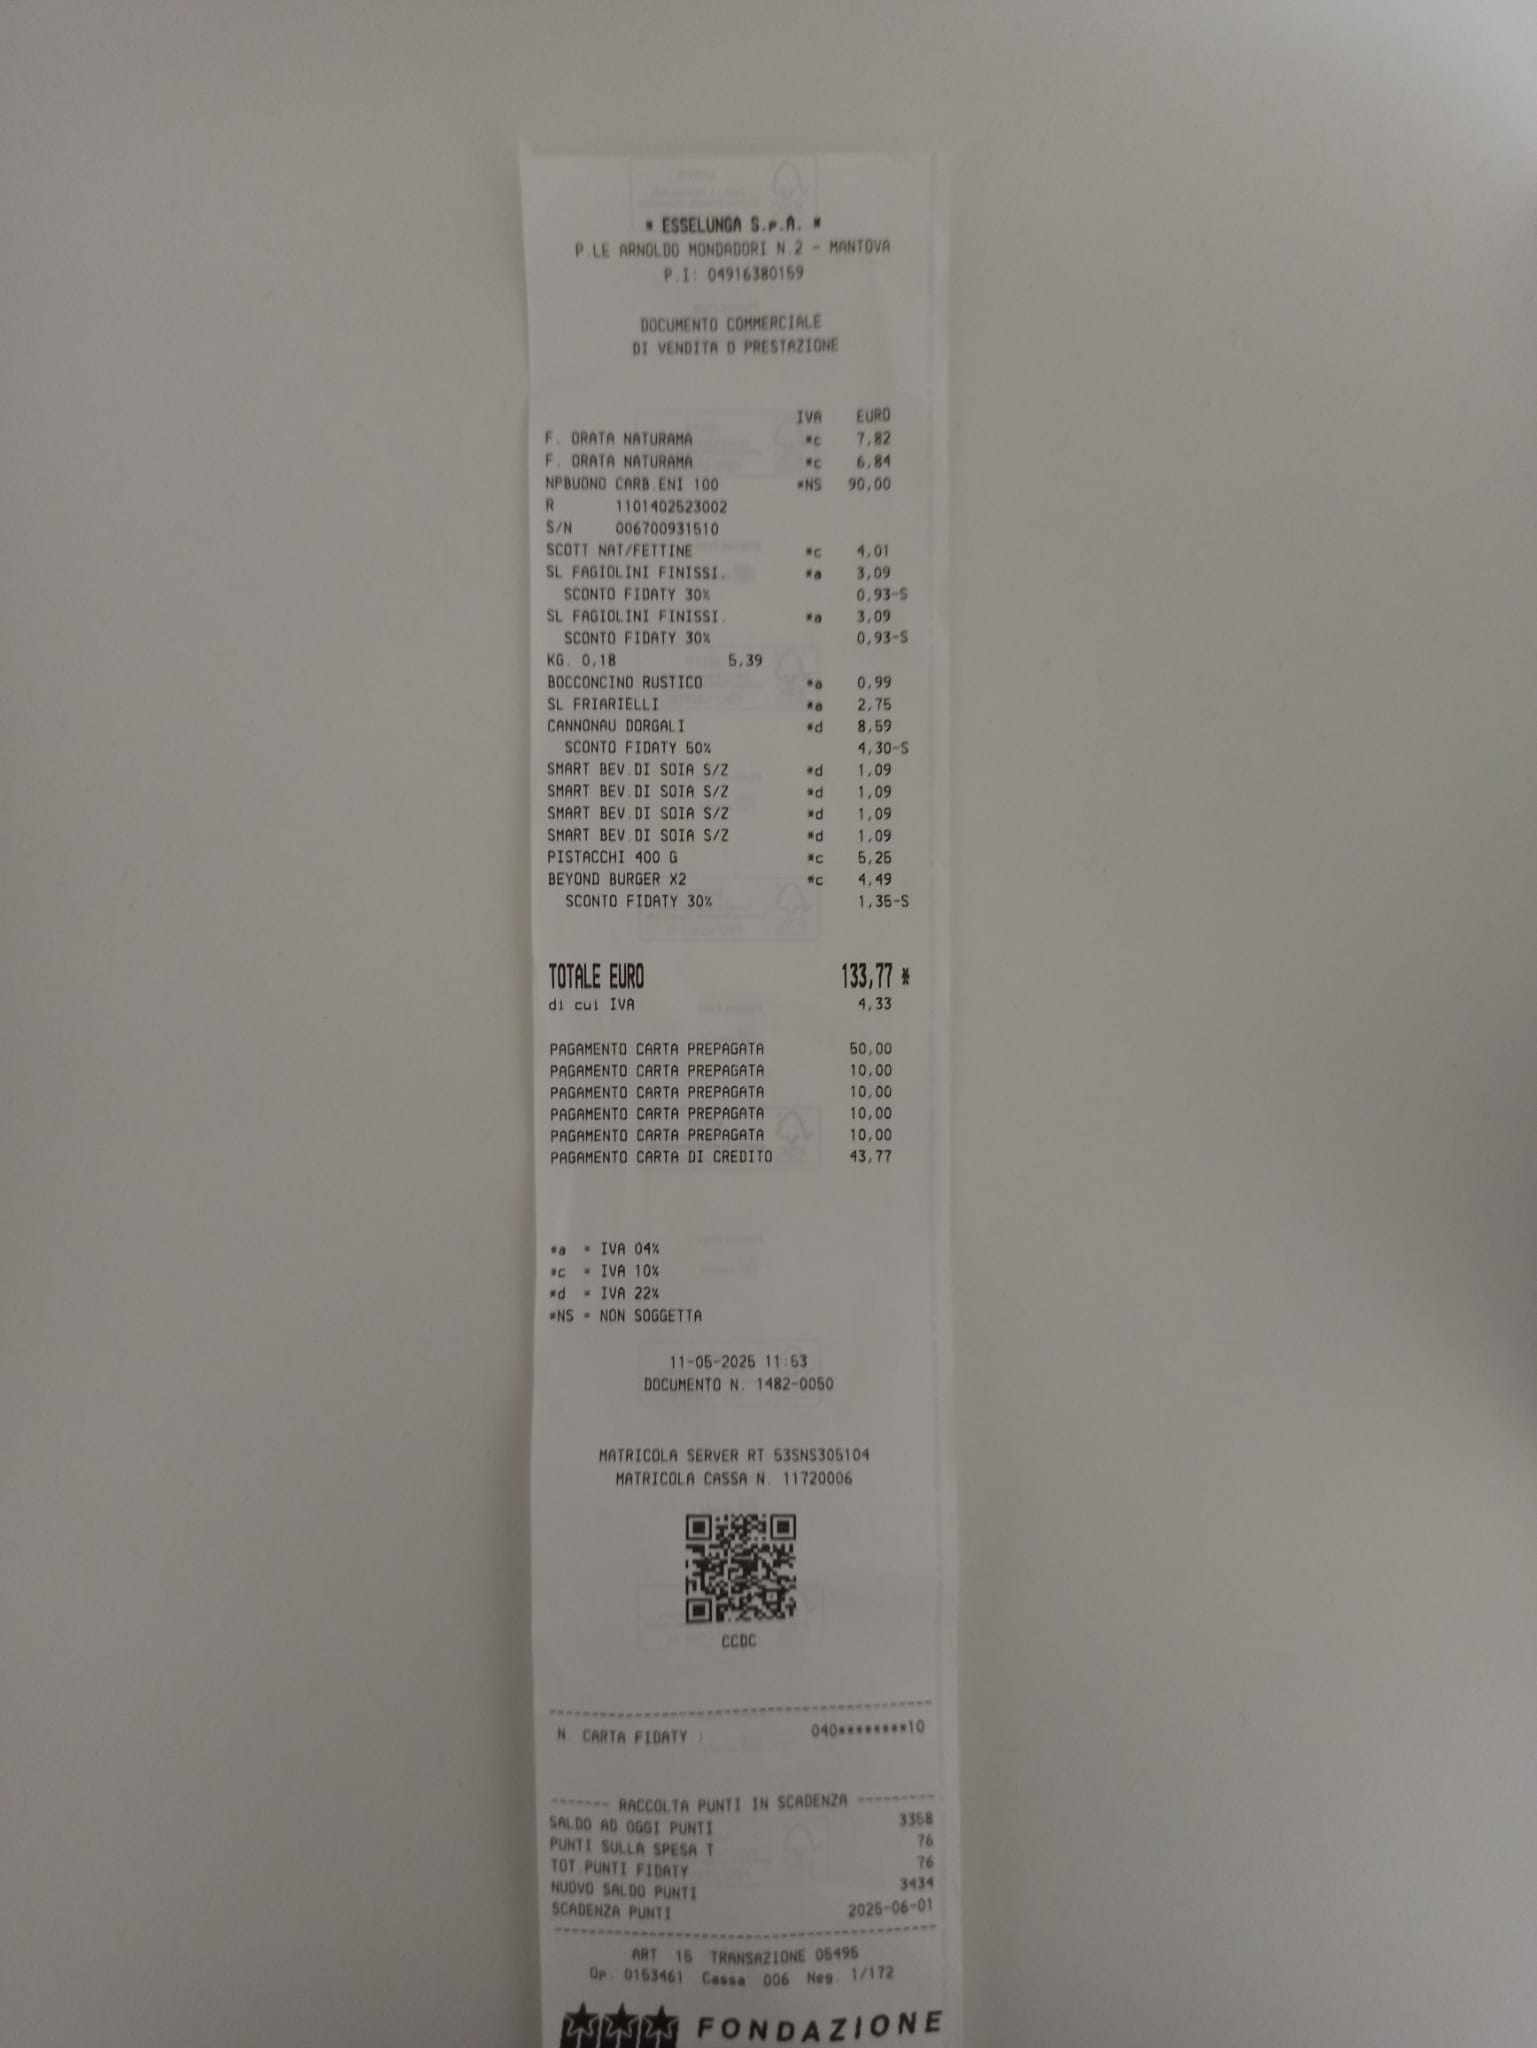 * ESSELUNGA S.p.A. *
P.LE ARNOLDO MONDADORI N.2 - MANTOVA
P.I: 04916380159
DOCUMENTO COMMERCIALE
DI VENDITA O PRESTAZIONE
IVA EURO
F. ORATA NATURAMA *c 7,82
F. ORATA NATURAMA *c 6,84
NPBUONO CARB.ENI 100 *NS 90,00
R 1101402523002
S/N 006700931510
SCOTT NAT/FETTINE *c 4,01
SL FAGIOLINI FINISSI. *a 3,09
SCONTO FIDATY 30% 0,93-S
SL FAGIOLINI FINISSI. *a 3,09
SCONTO FIDATY 30% 0,93-S
KG. 0,18 5,39
BOCCONCINO RUSTICO *a 0,99
SL FRIARIELLI *a 2,75
CANNONAU DORGALI *d 8,59
SCONTO FIDATY 50% 4,30-S
SMART BEV.DI SOIA S/Z *d 1,09
SMART BEV.DI SOIA S/Z *d 1,09
SMART BEV.DI SOIA S/Z *d 1,09
SMART BEV.DI SOIA S/Z *d 1,09
PISTACCHI 400 G *c 5,25
BEYOND BURGER X2 *c 4,49
SCONTO FIDATY 30% 1,35-S
TOTALE EURO 133,77 *
di cui IVA 4,33
PAGAMENTO CARTA PREPAGATA 50,00
PAGAMENTO CARTA PREPAGATA 10,00
PAGAMENTO CARTA PREPAGATA 10,00
PAGAMENTO CARTA PREPAGATA 10,00
PAGAMENTO CARTA PREPAGATA 10,00
PAGAMENTO CARTA DI CREDITO 43,77
*a = IVA 04%
*c = IVA 10%
*d = IVA 22%
*NS = NON SOGGETTA
11-05-2025 11:53
DOCUMENTO N. 1482-0050
MATRICOLA SERVER RT 53SNS305104
MATRICOLA CASSA N. 11720006
CCDC
N. CARTA FIDATY : 040********10
------- RACCOLTA PUNTI IN SCADENZA ---------
SALDO AD OGGI PUNTI 3358
PUNTI SULLA SPESA T 76
TOT.PUNTI FIDATY 76
NUOVO SALDO PUNTI 3434
SCADENZA PUNTI 2025-06-01
ART 15 TRANSAZIONE 05495
Op. 0153461 Cassa 006 Neg. 1/172
FONDAZIONE